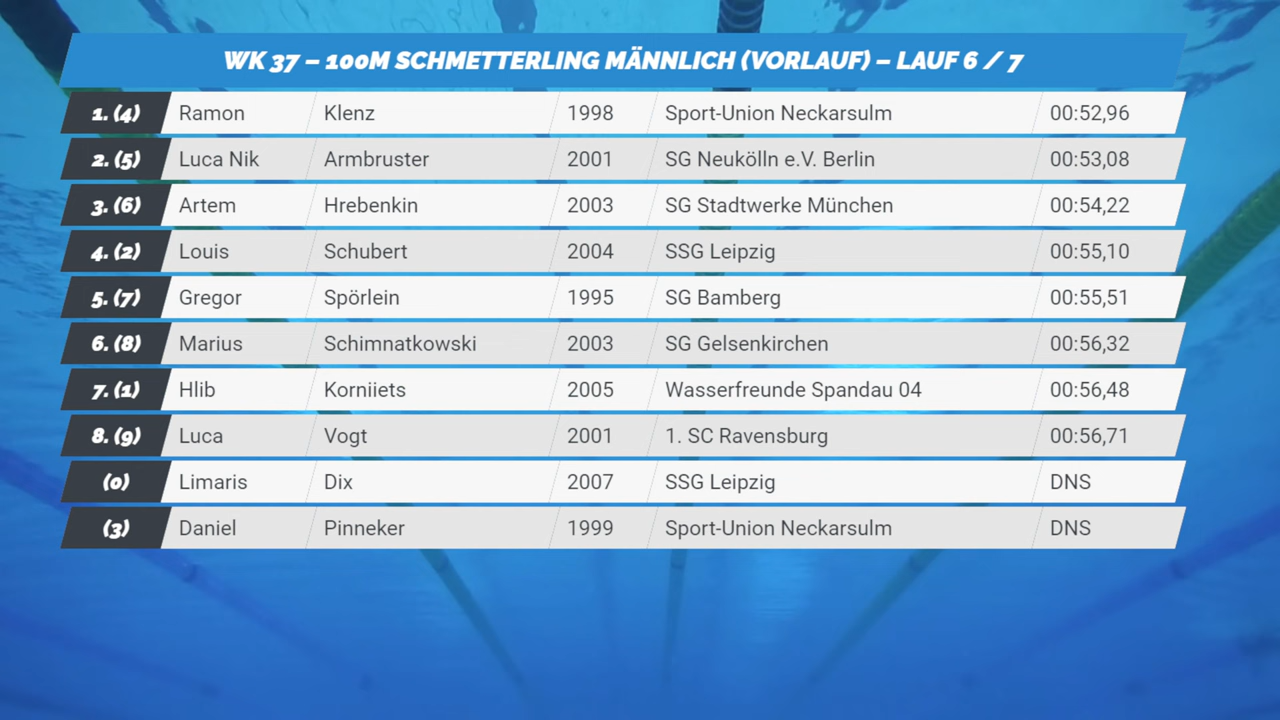 WK 37 – 100M SCHMETTERLING MÄNNLICH (VORLAUF) – LAUF 6 / 7
1. (4) Ramon Klenz 1998 Sport-Union Neckarsulm 00:52,96
2. (5) Luca Nik Armbruster 2001 SG Neukölln e.V. Berlin 00:53,08
3. (6) Artem Hrebenkin 2003 SG Stadtwerke München 00:54,22
4. (2) Louis Schubert 2004 SSG Leipzig 00:55,10
5. (7) Gregor Spörlein 1995 SG Bamberg 00:55,51
6. (8) Marius Schimnatkowski 2003 SG Gelsenkirchen 00:56,32
7. (1) Hlib Korniiets 2005 Wasserfreunde Spandau 04 00:56,48
8. (9) Luca Vogt 2001 1. SC Ravensburg 00:56,71
(0) Limaris Dix 2007 SSG Leipzig DNS
(3) Daniel Pinneker 1999 Sport-Union Neckarsulm DNS